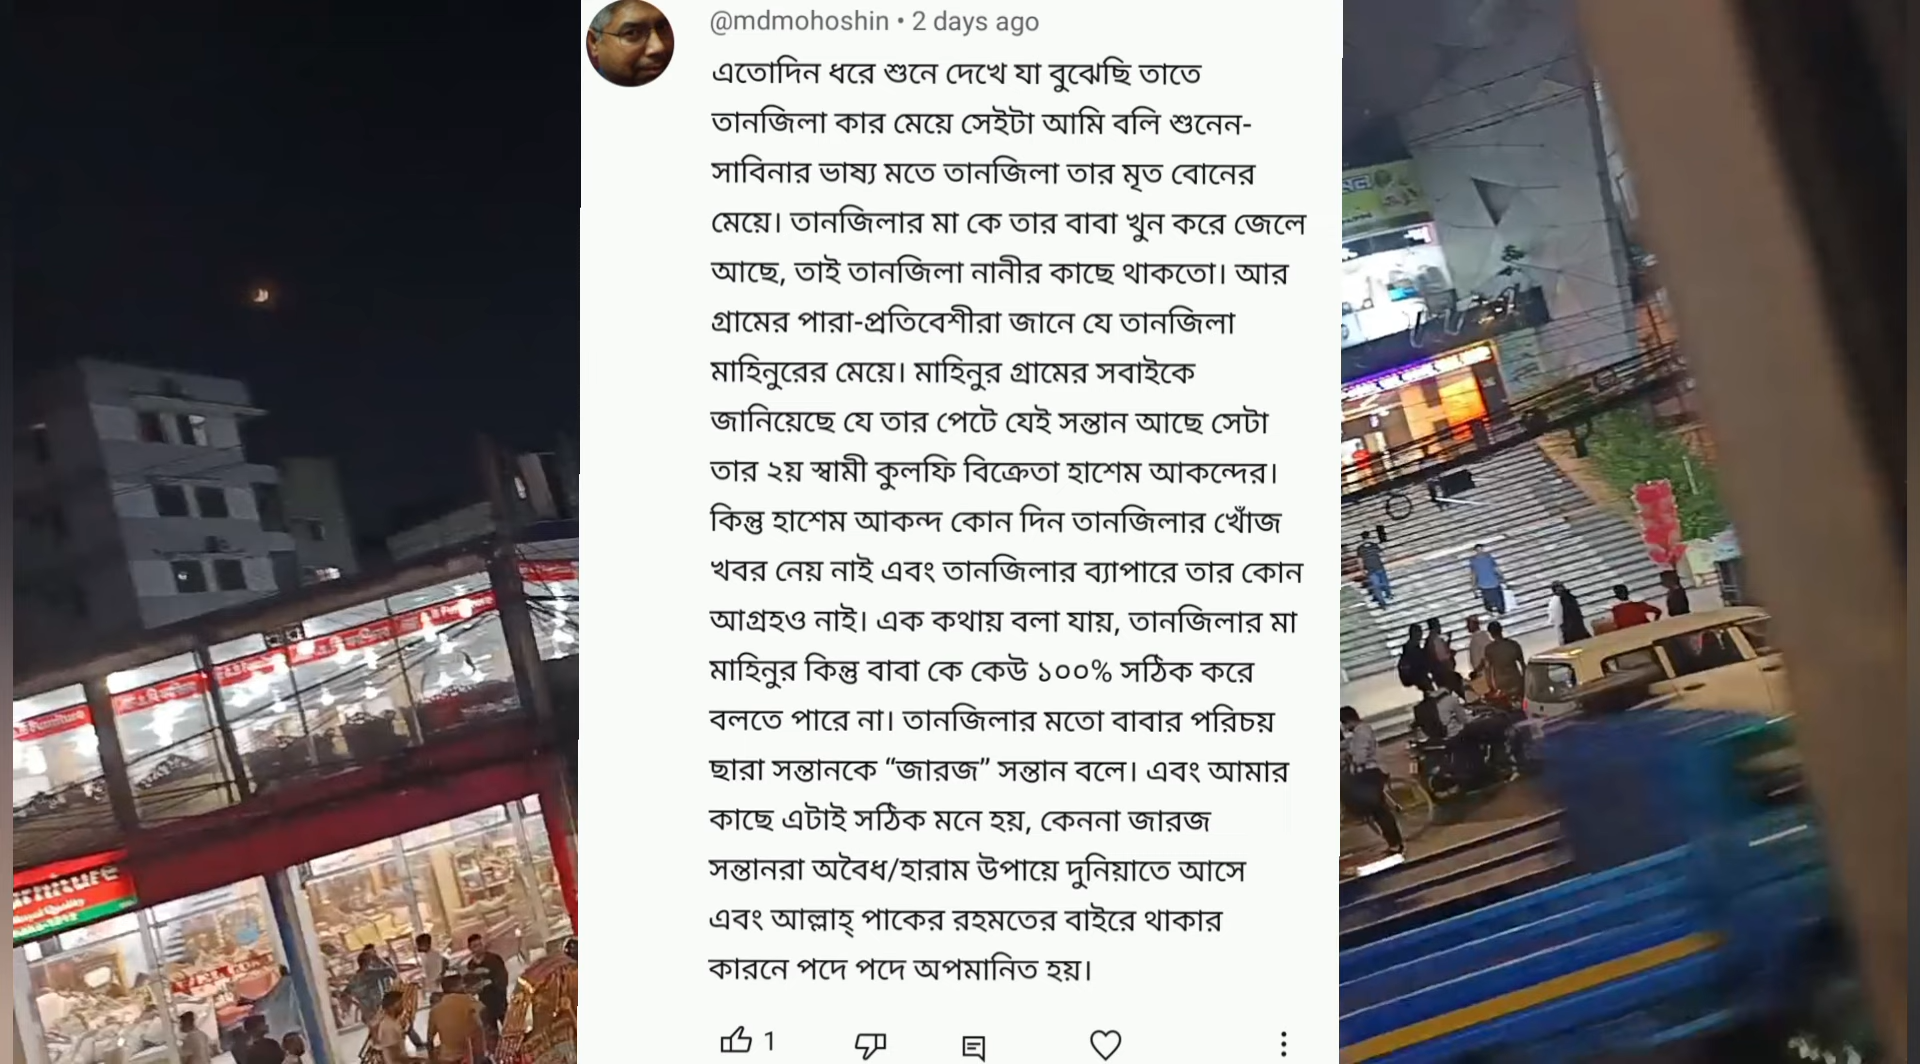 @mdmohoshin • 2 days ago
এতোদিন ধরে শুনে দেখে যা বুঝেছি তাতে
তানজিলা কার মেয়ে সেইটা আমি বলি শুনেন-
সাবিনার ভাষ্য মতে তানজিলা তার মৃত বোনের
মেয়ে। তানজিলার মা কে তার বাবা খুন করে জেলে
আছে, তাই তানজিলা নানীর কাছে থাকতো। আর
গ্রামের পারা-প্রতিবেশীরা জানে যে তানজিলা
মাহিনুরের মেয়ে। মাহিনুর গ্রামের সবাইকে
জানিয়েছে যে তার পেটে যেই সন্তান আছে সেটা
তার ২য় স্বামী কুলফি বিক্রেতা হাশেম আকন্দের।
কিন্তু হাশেম আকন্দ কোন দিন তানজিলার খোঁজ
খবর নেয় নাই এবং তানজিলার ব্যাপারে তার কোন
আগ্রহও নাই। এক কথায় বলা যায়, তানজিলার মা
মাহিনুর কিন্তু বাবা কে কেউ ১০০% সঠিক করে
বলতে পারে না। তানজিলার মতো বাবার পরিচয়
ছারা সন্তানকে “জারজ” সন্তান বলে। এবং আমার
কাছে এটাই সঠিক মনে হয়, কেননা জারজ
সন্তানরা অবৈধ/হারাম উপায়ে দুনিয়াতে আসে
এবং আল্লাহ্ পাকের রহমতের বাইরে থাকার
কারনে পদে পদে অপমানিত হয়।
1
Furniture